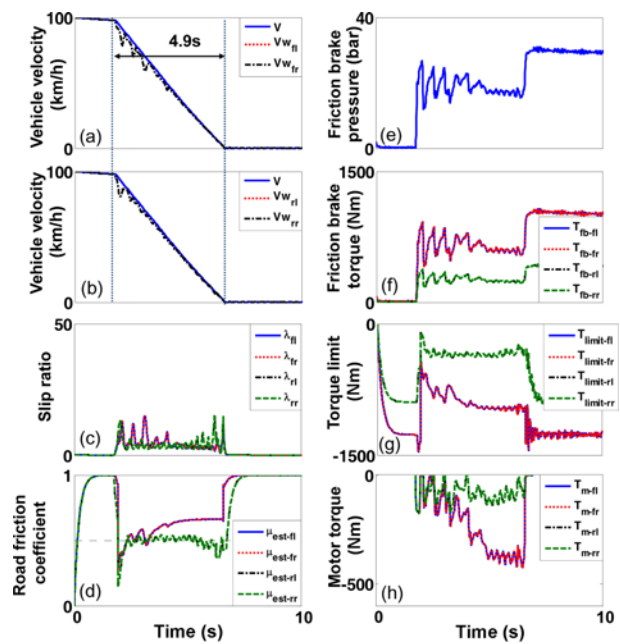 100
Vehicle velocity
(km/h)
0
4.9s
V
Vw_fl
Vw_fr
(a)
100
Vehicle velocity
(km/h)
0
V
Vw_rl
Vw_rr
(b)
50
Slip ratio
0
λ_fl
λ_fr
λ_rl
λ_rr
(c)
1
Road friction
coefficient
0
μ_est-fl
μ_est-fr
μ_est-rl
μ_est-rr
(d)
0
10
Time (s)
40
Friction brake
pressure (bar)
20
0
(e)
1500
Friction brake
torque (Nm)
0
T_fb-fl
T_fb-fr
T_fb-rl
T_fb-rr
(f)
0
Torque limit
(Nm)
-1500
T_limit-fl
T_limit-fr
T_limit-rl
T_limit-rr
(g)
0
Motor torque
(Nm)
-500
T_m-fl
T_m-fr
T_m-rl
T_m-rr
(h)
0
10
Time (s)